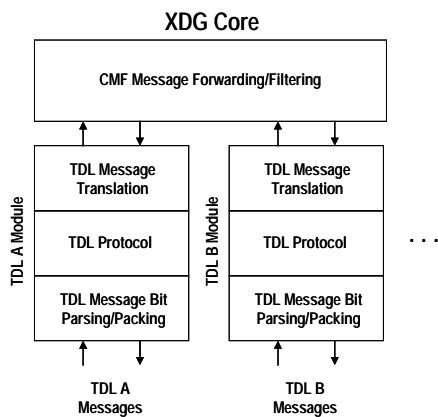 XDG Core
CMF Message Forwarding/Filtering
TDL A Module
TDL Message
Translation
TDL Protocol
TDL Message Bit
Parsing/Packing
TDL B Module
TDL Message
Translation
TDL Protocol
TDL Message Bit
Parsing/Packing
. . .
TDL A
Messages
TDL B
Messages